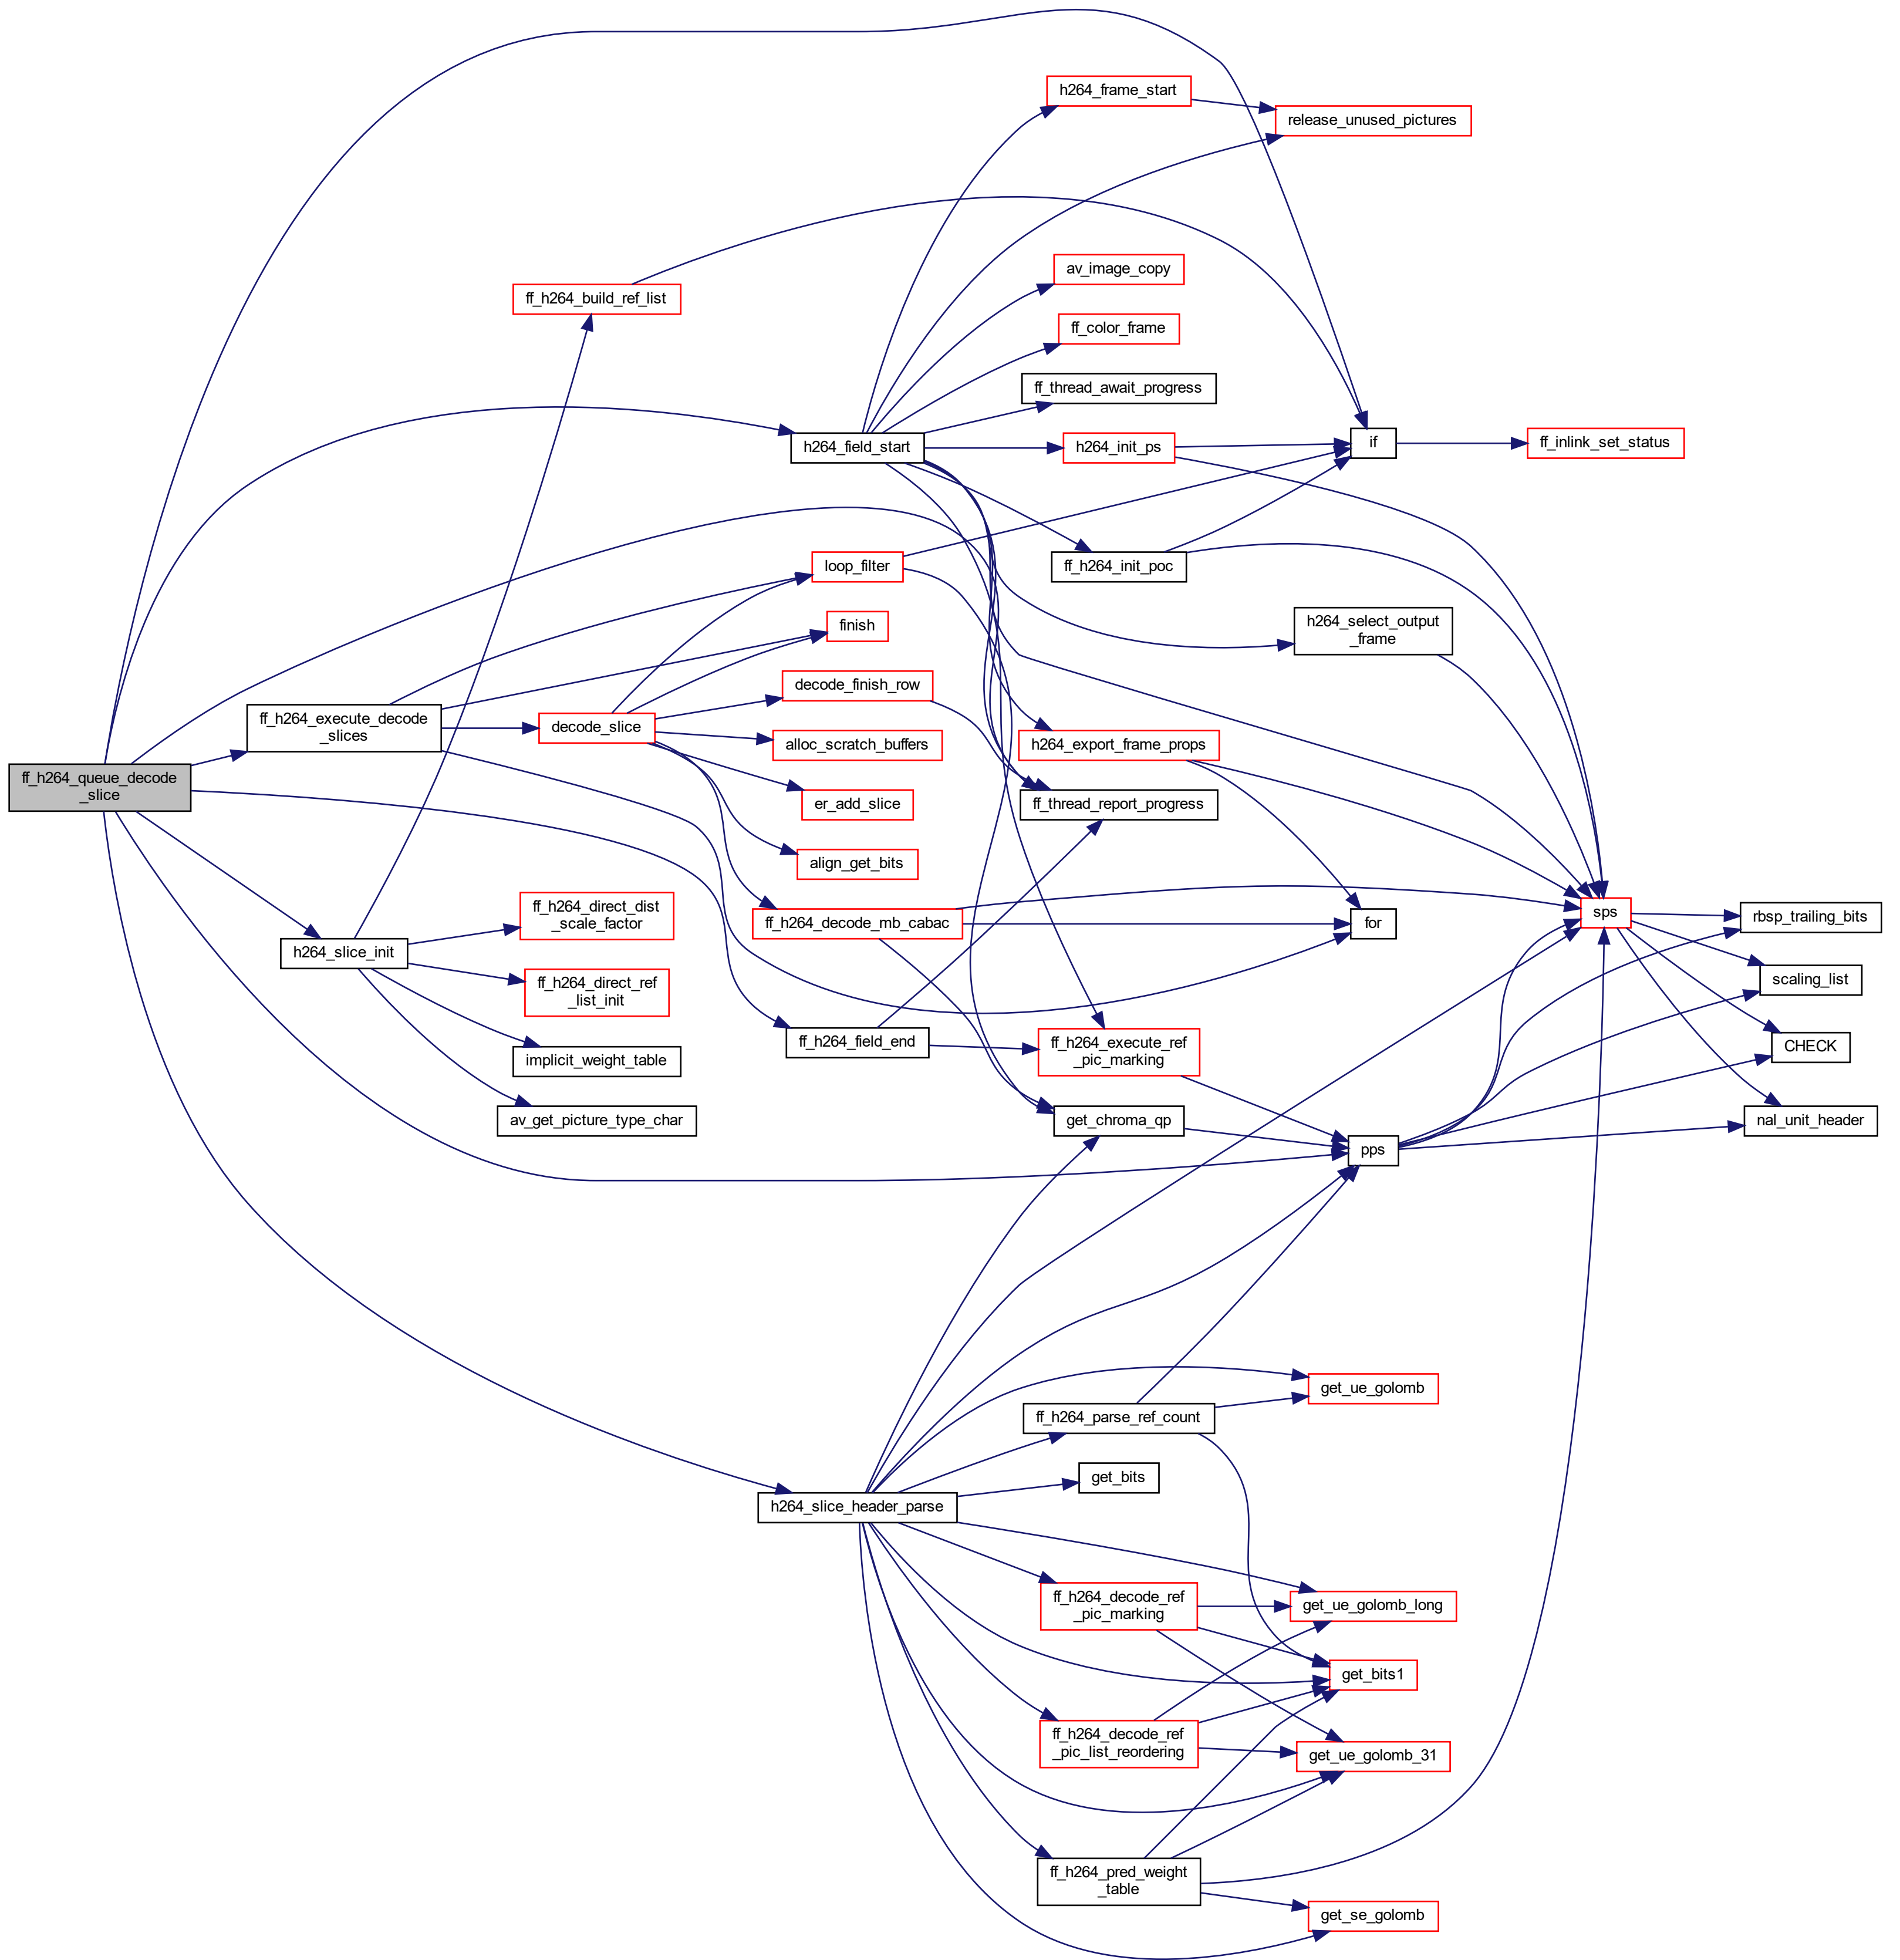 h264_frame_start
release_unused_pictures
av_image_copy
ff_h264_build_ref_list
ff_color_frame
ff_thread_await_progress
h264_field_start
h264_init_ps
if
ff_inlink_set_status
loop_filter
ff_h264_init_poc
finish
h264_select_output
_frame
decode_finish_row
ff_h264_execute_decode
_slices
decode_slice
alloc_scratch_buffers
h264_export_frame_props
ff_h264_queue_decode
_slice
er_add_slice
ff_thread_report_progress
align_get_bits
ff_h264_direct_dist
_scale_factor
ff_h264_decode_mb_cabac
for
sps
rbsp_trailing_bits
h264_slice_init
scaling_list
ff_h264_direct_ref
_list_init
ff_h264_field_end
ff_h264_execute_ref
_pic_marking
CHECK
implicit_weight_table
av_get_picture_type_char
get_chroma_qp
nal_unit_header
pps
get_ue_golomb
ff_h264_parse_ref_count
get_bits
h264_slice_header_parse
ff_h264_decode_ref
_pic_marking
get_ue_golomb_long
get_bits1
ff_h264_decode_ref
_pic_list_reordering
get_ue_golomb_31
ff_h264_pred_weight
_table
get_se_golomb